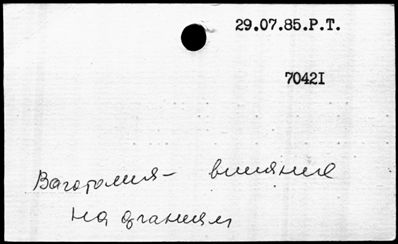 29.07.85.Р.Т.
70421
Ваготомия – влияние
на организм